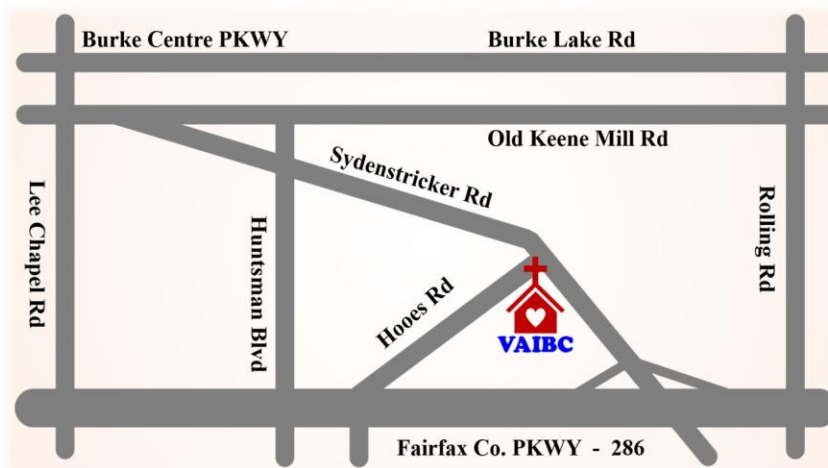 Burke Centre PKWY
Burke Lake Rd
Old Keene Mill Rd
Sydenstricker Rd
Lee Chapel Rd
Huntsman Blvd
Rolling Rd
Hooes Rd
VAIBC
Fairfax Co. PKWY - 286